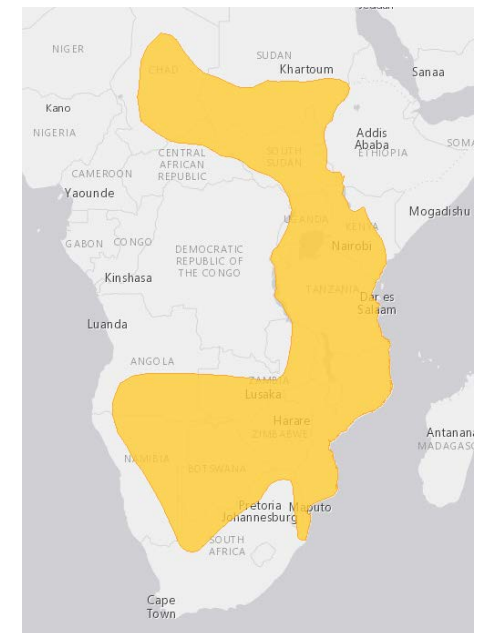 NIGER
CHAD
SUDAN
Khartoum
Sanaa
Kano
NIGERIA
Addis
Ababa
ETHIOPIA
SOMA
CENTRAL
AFRICAN
REPUBLIC
SOUTH
SUDAN
CAMEROON
Yaounde
Mogadishu
UGANDA
KENYA
GABON
CONGO
DEMOCRATIC
REPUBLIC OF
THE CONGO
Nairobi
Kinshasa
TANZANIA
Dar es
Salaam
Luanda
ANGOLA
ZAMBIA
Lusaka
Harare
ZIMBABWE
Antanana
MADAGASC
NAMIBIA
BOTSWANA
Pretoria
Maputo
Johannesburg
SOUTH
AFRICA
Cape
Town